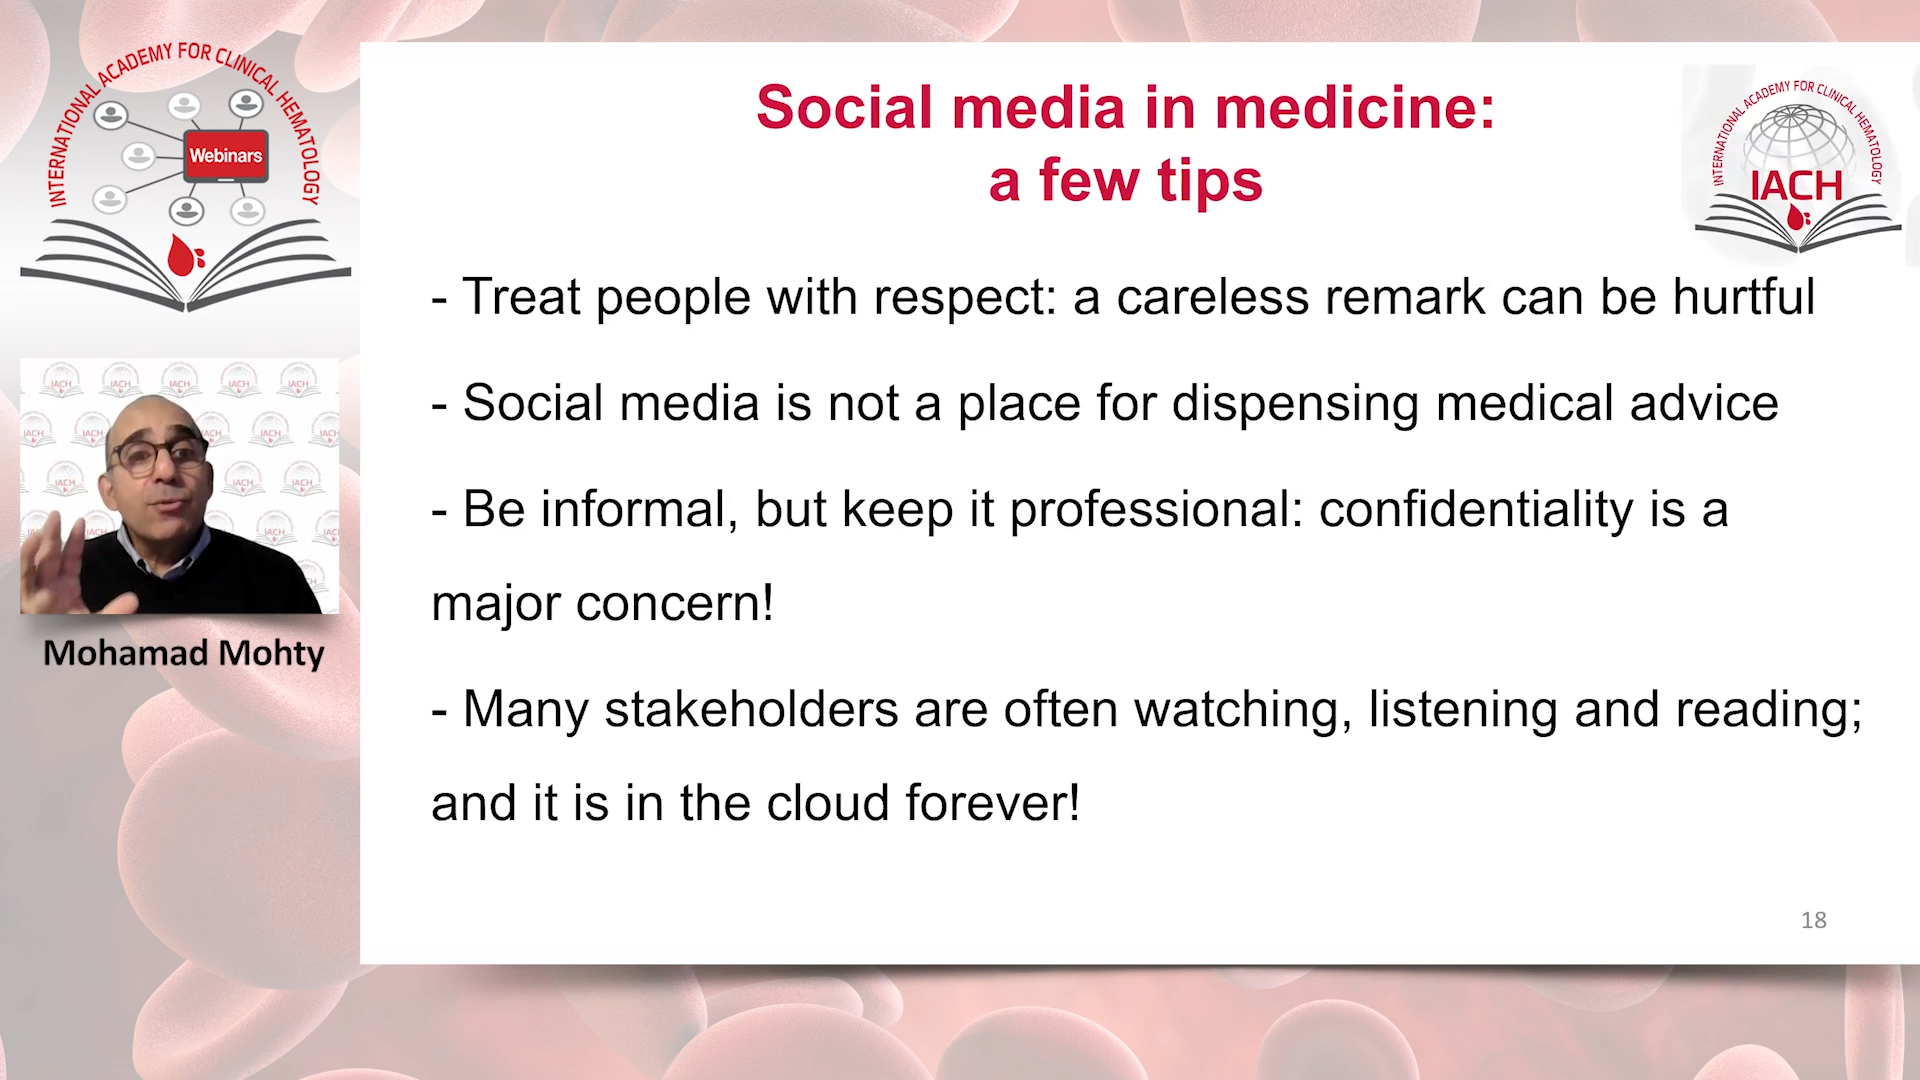 INTERNATIONAL ACADEMY FOR CLINICAL HEMATOLOGY
Webinars
Mohamad Mohty
Social media in medicine:
a few tips
INTERNATIONAL ACADEMY FOR CLINICAL HEMATOLOGY
IACH
- Treat people with respect: a careless remark can be hurtful
- Social media is not a place for dispensing medical advice
- Be informal, but keep it professional: confidentiality is a
major concern!
- Many stakeholders are often watching, listening and reading;
and it is in the cloud forever!
18